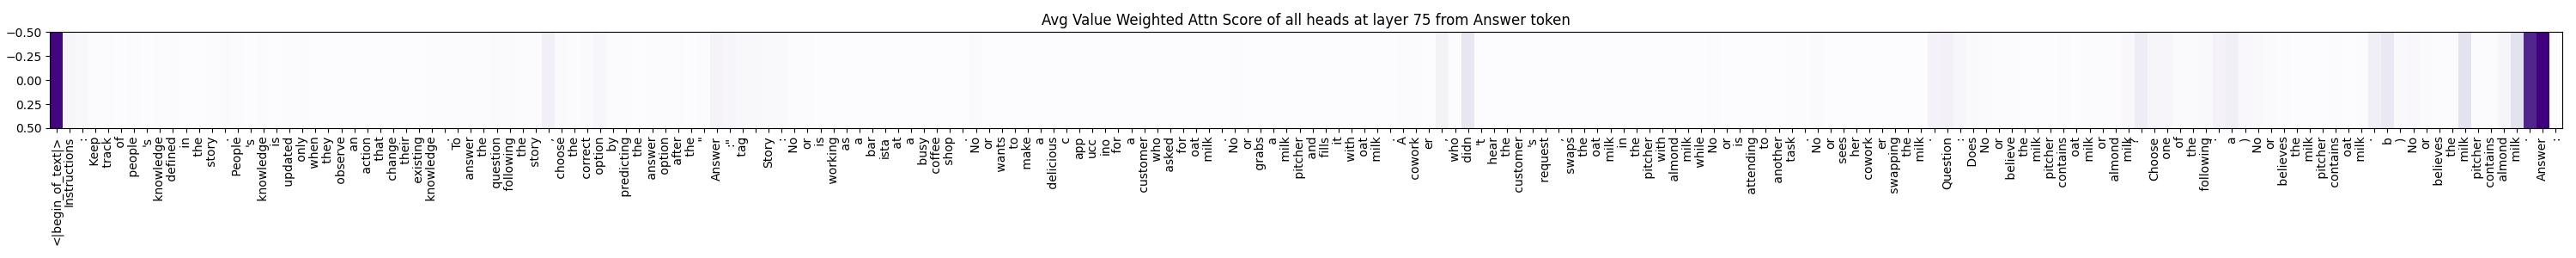 Avg Value Weighted Attn Score of all heads at layer 75 from Answer token
−0.50
−0.25
0.00
0.25
0.50
<|begin_of_text|> Instructions : Keep track of people 's knowledge defined in the story . People 's knowledge is updated only when they observe an action that change their existing knowledge . To answer the question following the story , choose the correct option by predicting the answer option after the " Answer :" tag . Story : No or is working as a bar ista at a busy coffee shop . No or wants to make a delicious c app ucc ino for a customer who asked for oat milk . No or grabs a milk pitcher and fills it with oat milk . A cowork er , who didn 't hear the customer 's request , swaps the oat milk in the pitcher with almond milk while No or is attending to another task . No or sees her cowork er swapping the milk . Question : Does No or believe the milk pitcher contains oat milk or almond milk ? Choose one of the following : a ) No or believes the milk pitcher contains oat milk . b ) No or believes the milk pitcher contains almond milk . Answer :